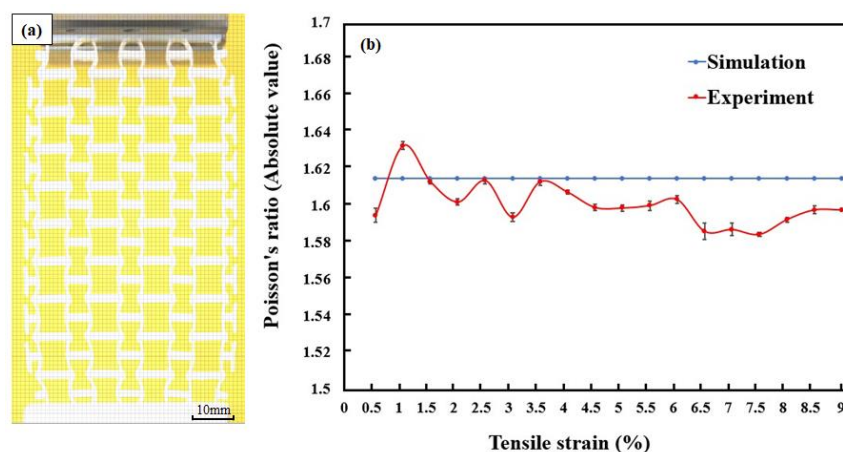 (a)
10mm
(b)
Simulation
Experiment
Poisson's ratio (Absolute value)
1.7
1.68
1.66
1.64
1.62
1.6
1.58
1.56
1.54
1.52
1.5
0 0.5 1 1.5 2 2.5 3 3.5 4 4.5 5 5.5 6 6.5 7 7.5 8 8.5 9
Tensile strain (%)